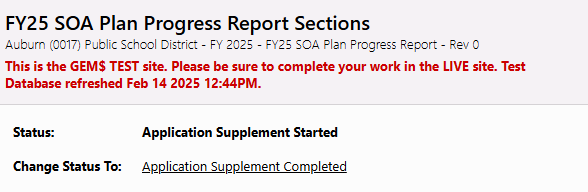 FY25 SOA Plan Progress Report Sections
Auburn (0017) Public School District - FY 2025 - FY25 SOA Plan Progress Report - Rev 0
This is the GEM$ TEST site. Please be sure to complete your work in the LIVE site. Test
Database refreshed Feb 14 2025 12:44PM.
Status: Application Supplement Started
Change Status To: Application Supplement Completed